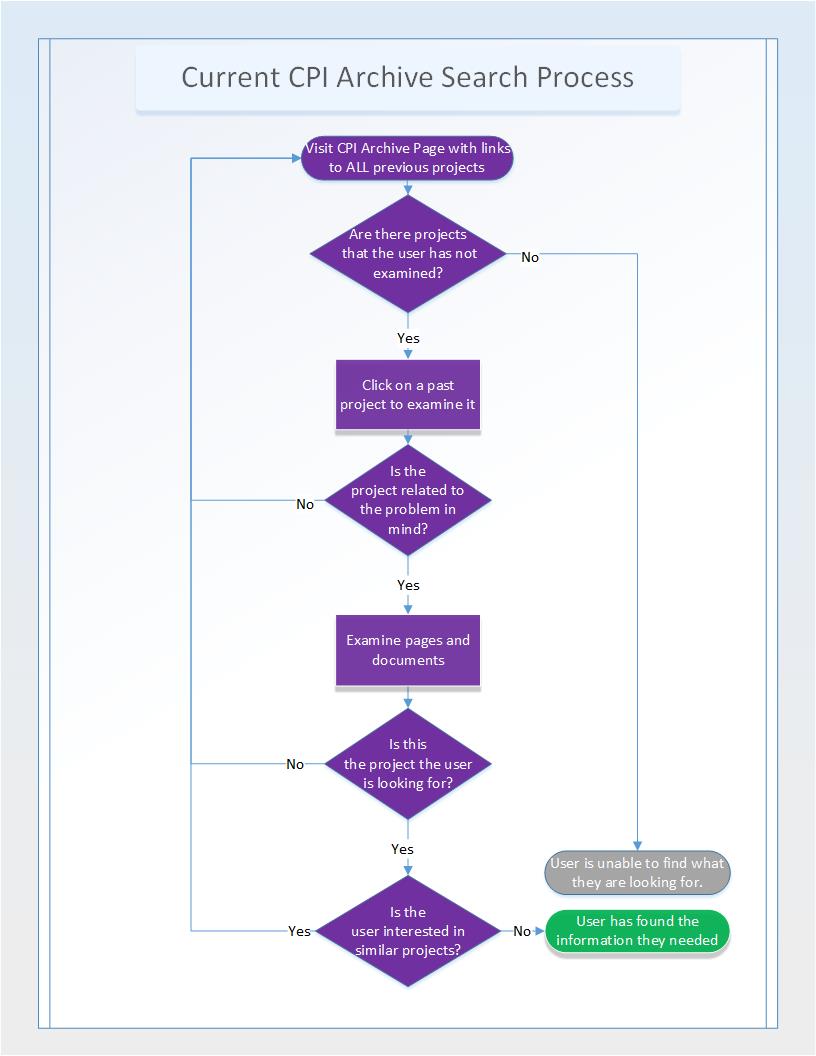 Current CPI Archive Search Process
Visit CPI Archive Page with links
to ALL previous projects
Are there projects
that the user has not
examined?
No
Yes
Click on a past
project to examine it
Is the
project related to
the problem in
mind?
No
Yes
Examine pages and
documents
Is this
the project the user
is looking for?
No
Yes
User is unable to find what
they are looking for.
Is the
user interested in
similar projects?
Yes
No
User has found the
information they needed